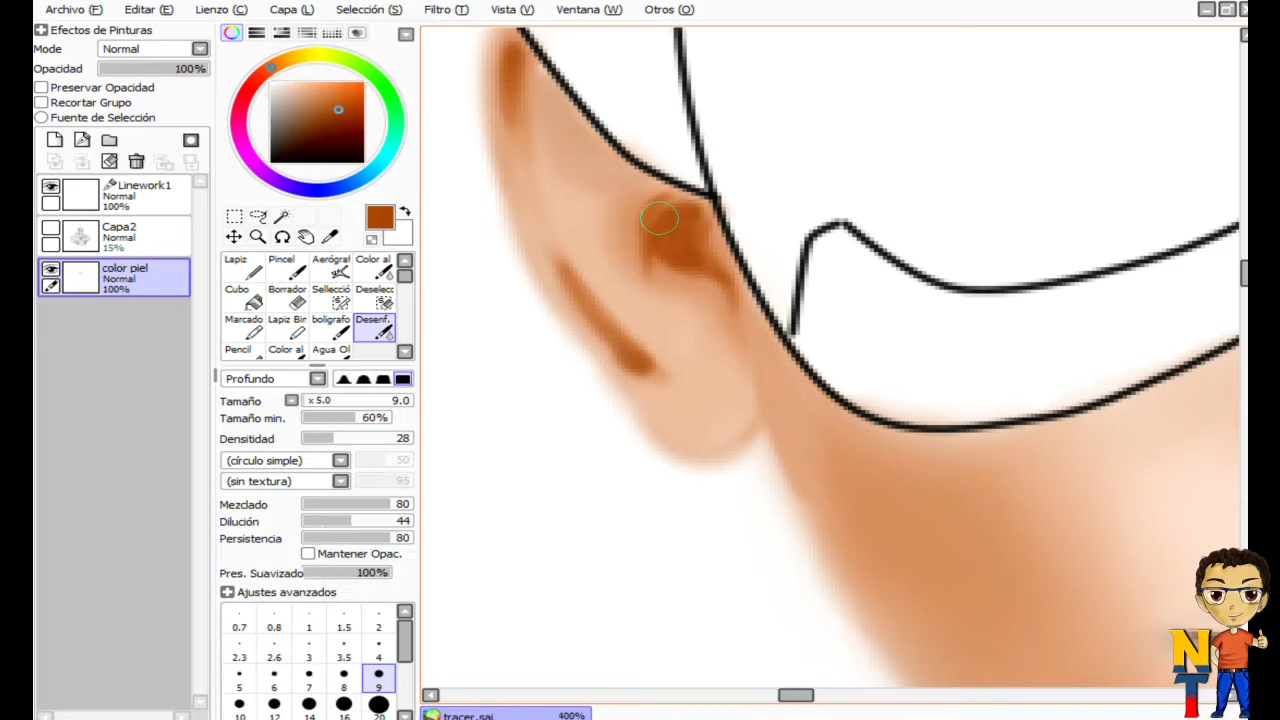 Archivo (F) Editar (E) Lienzo (C) Capa (L) Selección (S) Filtro (T) Vista (V) Ventana (W) Otros (O)
Efectos de Pinturas
Mode Normal
Opacidad 100%
Preservar Opacidad
Recortar Grupo
Fuente de Selección
Linework1
Normal
100%
Capa2
Normal
15%
color piel
Normal
100%
Lapiz Pincel Aerógraf Color al
Cubo Borrador Sellecció Deselecc
Marcado Lapiz Bin boligrafo Desenf.
Pencil Color al Agua Ol
Profundo
Tamaño x 5.0 9.0
Tamaño min. 60%
Densitidad 28
(círculo simple) 50
(sin textura) 95
Mezclado 80
Dilución 44
Persistencia 80
Mantener Opac.
Pres. Suavizado 100%
Ajustes avanzados
0.7 0.8 1 1.5 2
2.3 2.6 3 3.5 4
5 6 7 8 9
10 12 14 16 20
tracer.sai 400%
N
T